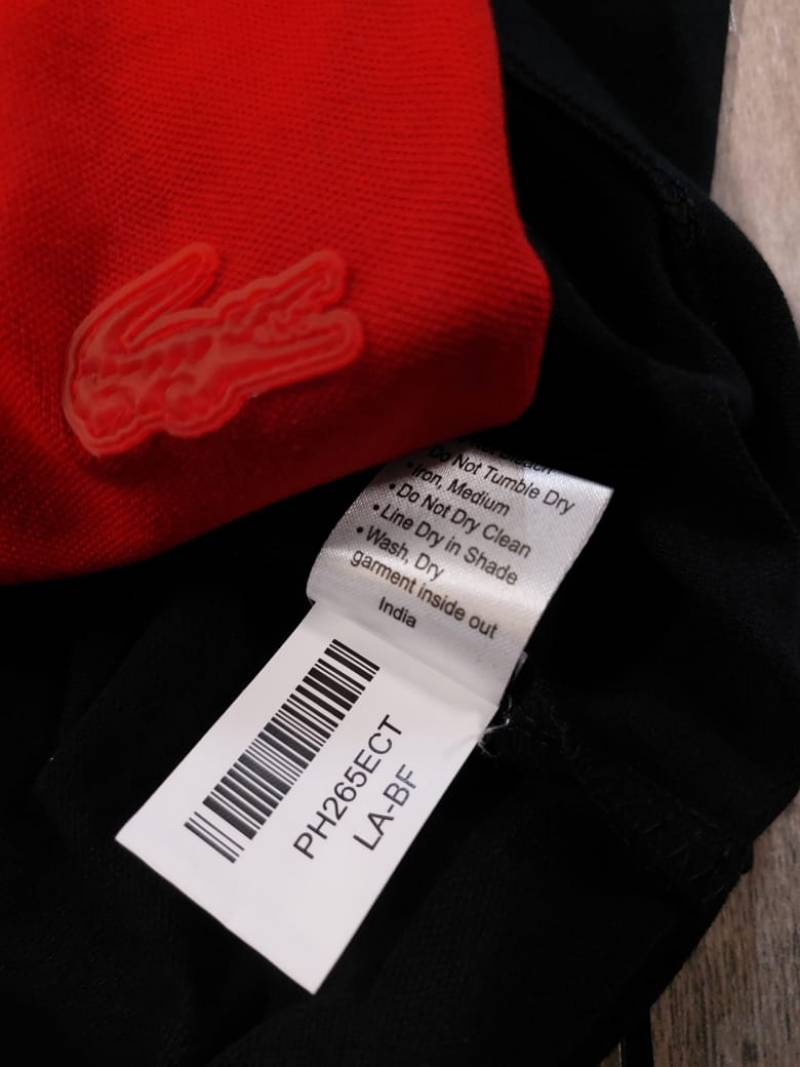 Bleach
• Do Not Tumble Dry
• Iron, Medium
• Do Not Dry Clean
• Line Dry in Shade
• Wash, Dry
garment inside out
India
PH265ECT
LA-BF